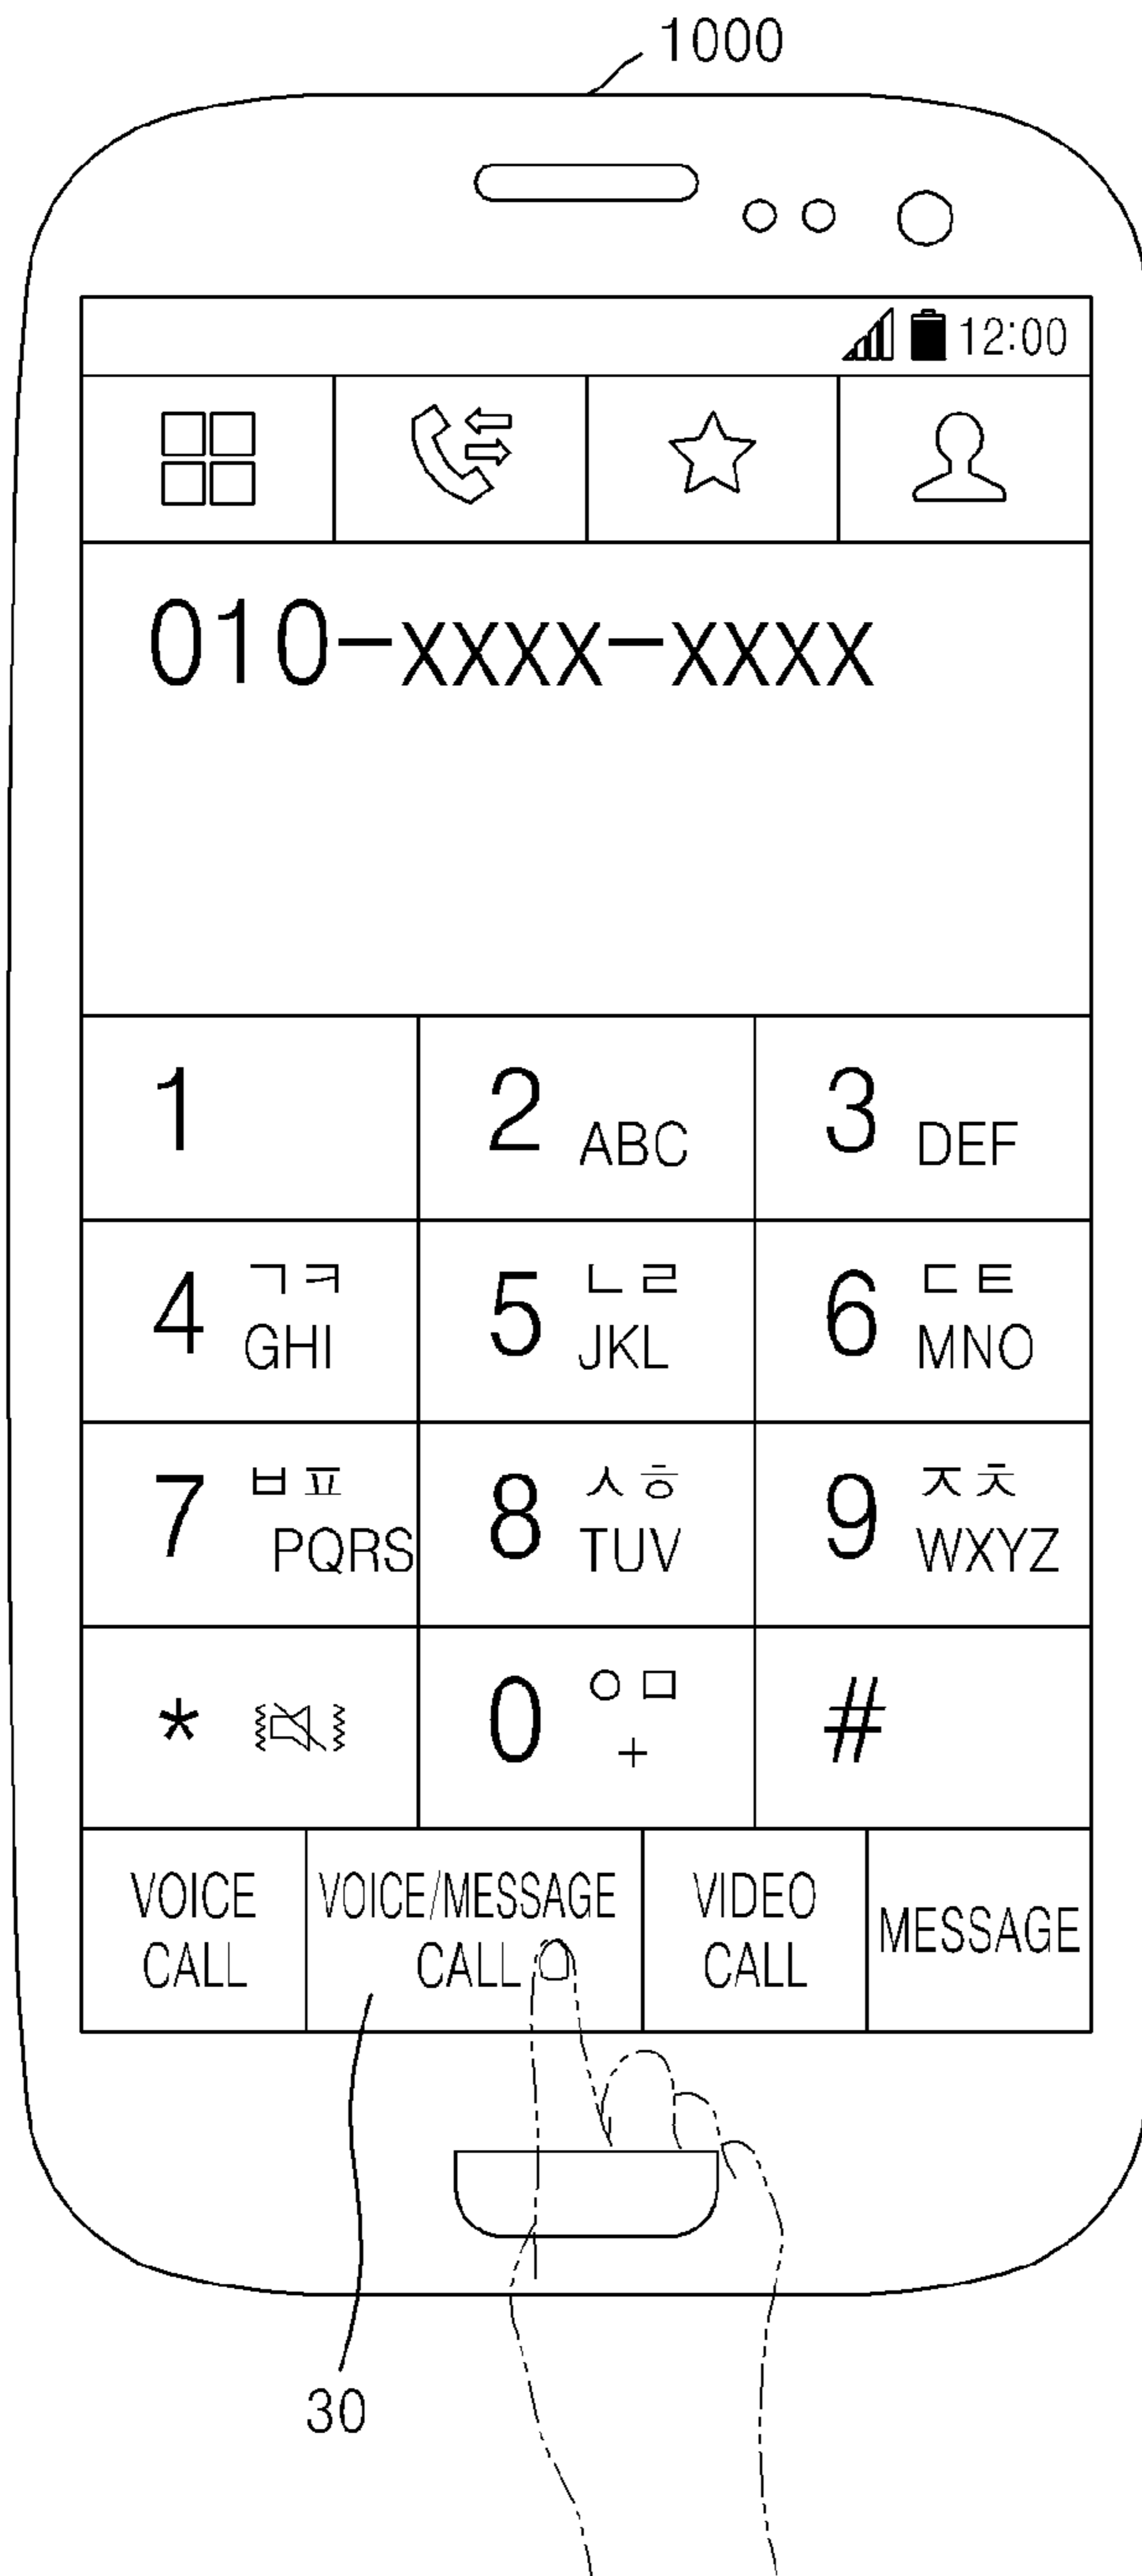 1000
12:00
010-xxxx-xxxx
1
2 ABC
3 DEF
4 ㄱㅋ
GHI
5 ㄴㄹ
JKL
6 ㄷㅌ
MNO
7 ㅂㅍ
PQRS
8 ㅅㅎ
TUV
9 ㅈㅊ
WXYZ
*
0 ㅇㅁ
+
#
VOICE
CALL
VOICE/MESSAGE
CALL
VIDEO
CALL
MESSAGE
30